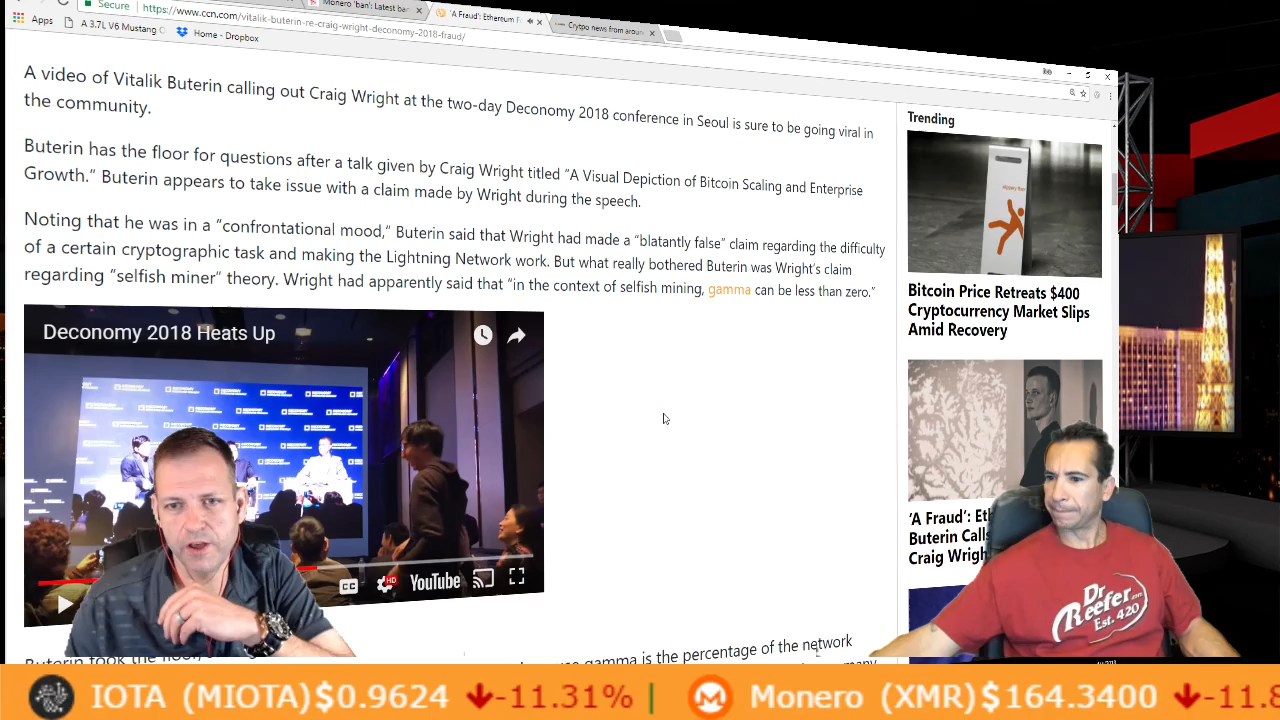 Secure
https://www.ccn.com/vitalik-buterin-re-craig-wright-deconomy-2018-fraud/
Apps
A 3.7L V6 Mustang
Home - Dropbox
A video of Vitalik Buterin calling out Craig Wright at the two-day Deconomy 2018 conference in Seoul is sure to be going viral in
the community.
Buterin has the floor for questions after a talk given by Craig Wright titled “A Visual Depiction of Bitcoin Scaling and Enterprise
Growth.” Buterin appears to take issue with a claim made by Wright during the speech.
Noting that he was in a “confrontational mood,” Buterin said that Wright had made a “blatantly false” claim regarding the difficulty
of a certain cryptographic task and making the Lightning Network work. But what really bothered Buterin was Wright’s claim
regarding “selfish miner“ theory. Wright had apparently said that “in the context of selfish mining, gamma can be less than zero.”
Deconomy 2018 Heats Up
CC
HD
YouTube
gamma is the percentage of the network
Trending
Bitcoin Price Retreats $400
Cryptocurrency Market Slips
Amid Recovery
‘A Fraud’:
Buterin
Craig
Dr.
Reefer.com
Est. 420
IOTA (MIOTA)$0.9624 -11.31% | Monero (XMR)$164.3400 -11.8